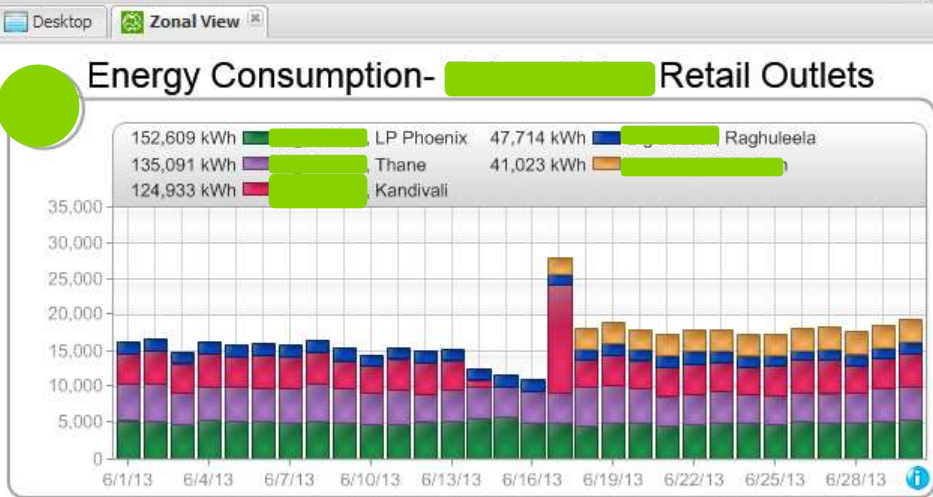 Desktop
Zonal View
Energy Consumption- Retail Outlets
152,609 kWh , LP Phoenix 47,714 kWh Raghuleela
135,091 kWh , Thane 41,023 kWh
124,933 kWh , Kandivali
35,000
30,000
25,000
20,000
15,000
10,000
5,000
0
6/1/13 6/4/13 6/7/13 6/10/13 6/13/13 6/16/13 6/19/13 6/22/13 6/25/13 6/28/13